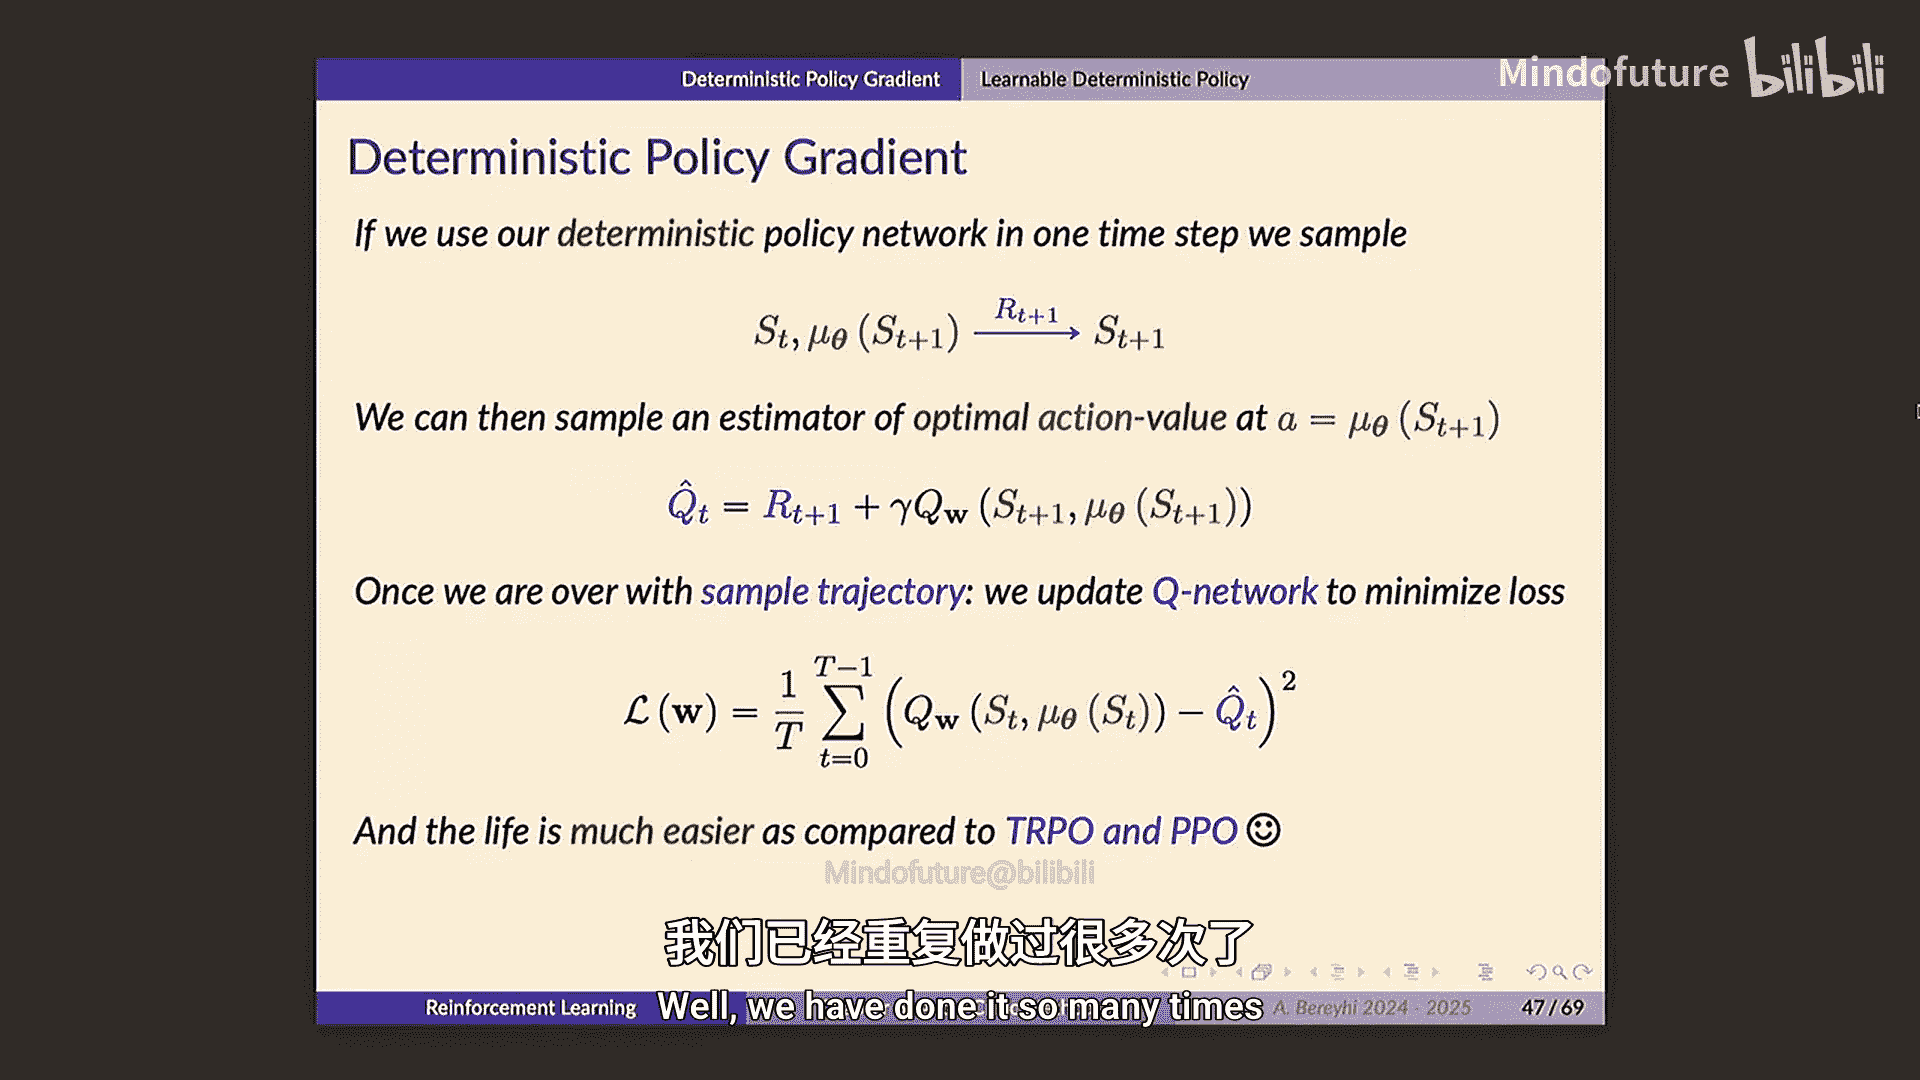 Deterministic Policy Gradient Learnable Deterministic Policy
Mindofuture bilibili
Deterministic Policy Gradient
If we use our deterministic policy network in one time step we sample
S_t, μ_θ (S_{t+1}) \xrightarrow{R_{t+1}} S_{t+1}
We can then sample an estimator of optimal action-value at a = μ_θ (S_{t+1})
Q̂_t = R_{t+1} + γQ_w (S_{t+1}, μ_θ (S_{t+1}))
Once we are over with sample trajectory: we update Q-network to minimize loss
ℒ (w) = \frac{1}{T} \sum_{t=0}^{T−1} (Q_w (S_t, μ_θ (S_t)) − Q̂_t)^2
And the life is much easier as compared to TRPO and PPO ☺
Mindofuture@bilibili
我们已经重复做过很多次了
Well, we have done it so many times
Reinforcement Learning A. Bereyhi 2024 - 2025 47 / 69